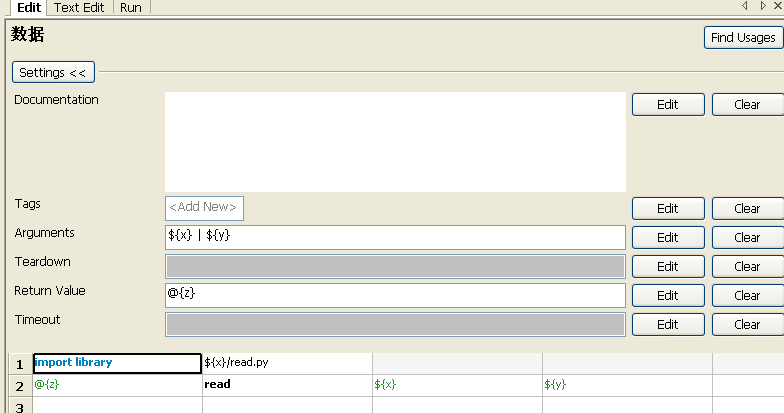 Edit Text Edit Run
数据
Find Usages
Settings <<
Documentation Edit Clear
Tags <Add New> Edit Clear
Arguments ${x} | ${y} Edit Clear
Teardown Edit Clear
Return Value @{z} Edit Clear
Timeout Edit Clear
1 import library ${x}/read.py
2 @{z} read ${x} ${y}
3